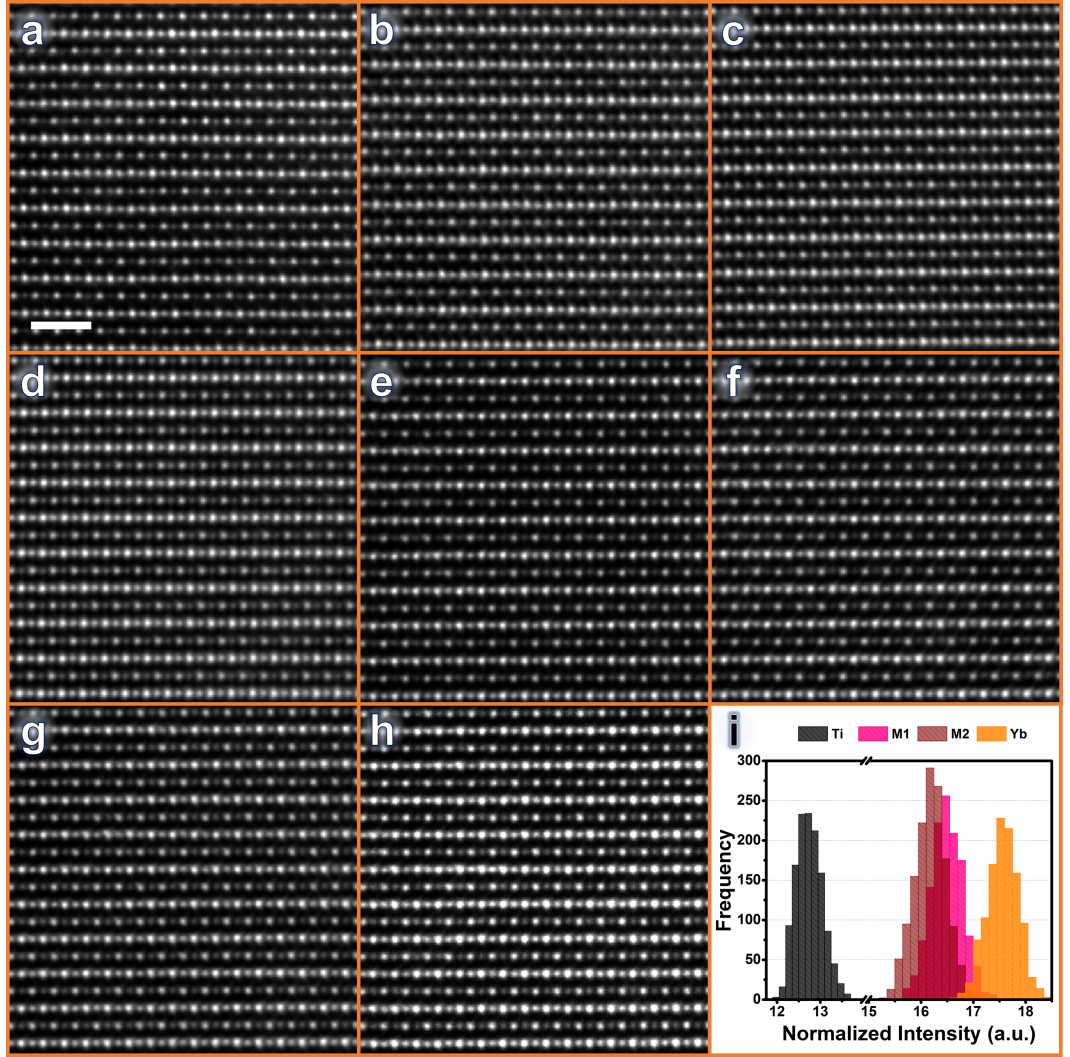 a
b
c
d
e
f
g
h
i
Ti M1 M2 Yb
300
250
200
150
100
50
0
Frequency
12 13 15 16 17 18
Normalized Intensity (a.u.)